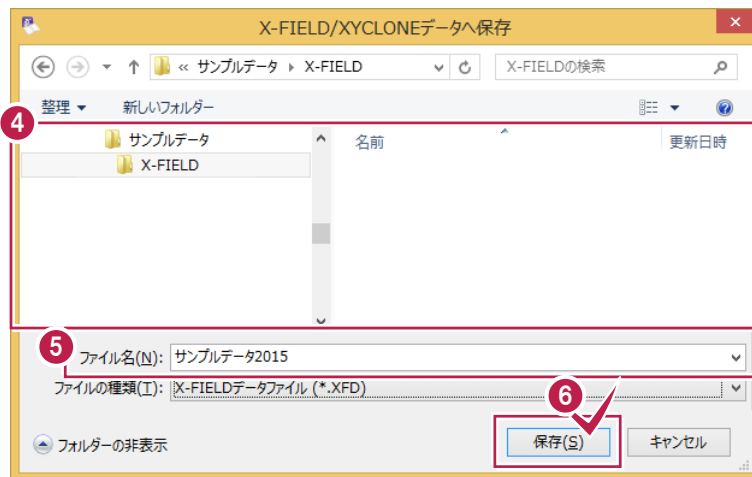 X-FIELD/XYCLONEデータへ保存
« サンプルデータ ▸ X-FIELD
X-FIELDの検索
整理 ▼ 新しいフォルダー
4
サンプルデータ
X-FIELD
名前 更新日時
5
ファイル名(N): サンプルデータ2015
ファイルの種類(T): X-FIELDデータファイル (*.XFD)
6
フォルダーの非表示
保存(S) キャンセル